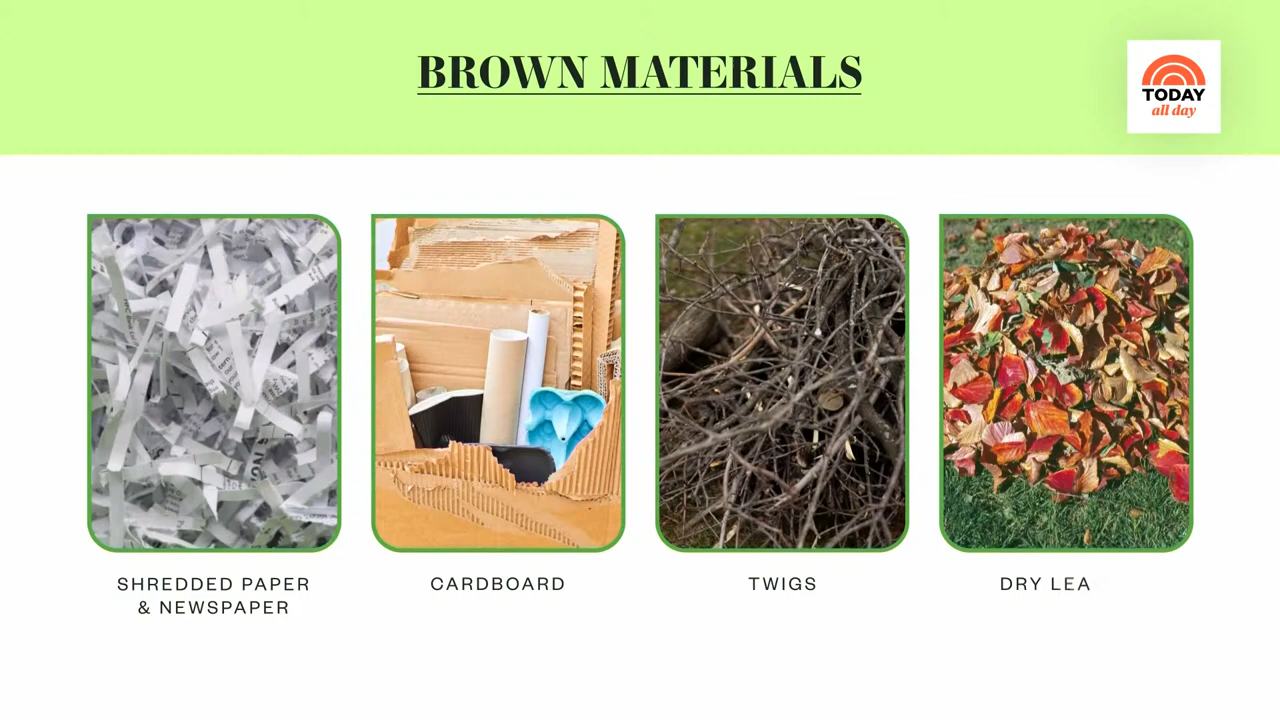 BROWN MATERIALS
TODAY
all day
SHREDDED PAPER
& NEWSPAPER
CARDBOARD
TWIGS
DRY LEA